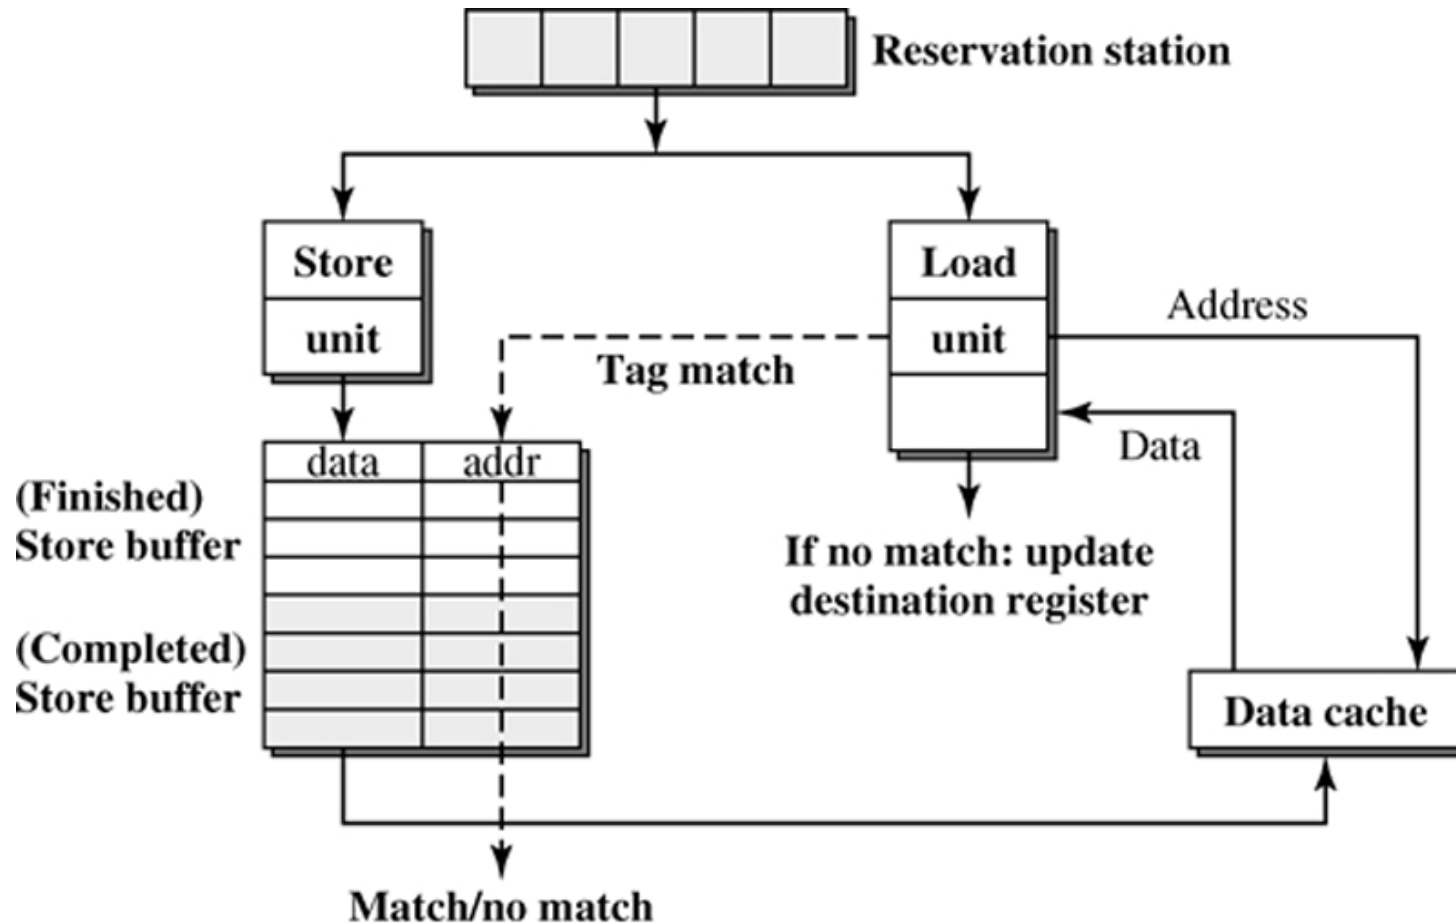 Reservation station
Store
unit
Load
unit
Address
Tag match
Data
data
addr
(Finished)
Store buffer
If no match: update
destination register
(Completed)
Store buffer
Data cache
Match/no match